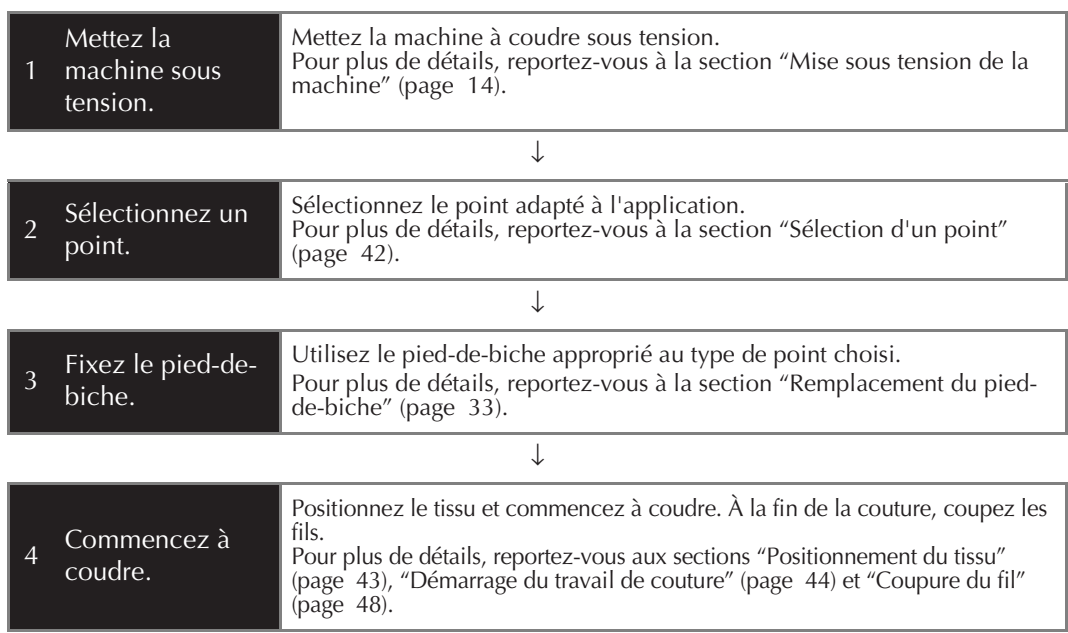 1
Mettez la
machine sous
tension.
Mettez la machine à coudre sous tension.
Pour plus de détails, reportez-vous à la section “Mise sous tension de la
machine” (page 14).
↓
2
Sélectionnez un
point.
Sélectionnez le point adapté à l'application.
Pour plus de détails, reportez-vous à la section “Sélection d'un point”
(page 42).
↓
3
Fixez le pied-de-
biche.
Utilisez le pied-de-biche approprié au type de point choisi.
Pour plus de détails, reportez-vous à la section “Remplacement du pied-
de-biche” (page 33).
↓
4
Commencez à
coudre.
Positionnez le tissu et commencez à coudre. À la fin de la couture, coupez les
fils.
Pour plus de détails, reportez-vous aux sections “Positionnement du tissu”
(page 43), “Démarrage du travail de couture” (page 44) et “Coupure du fil”
(page 48).